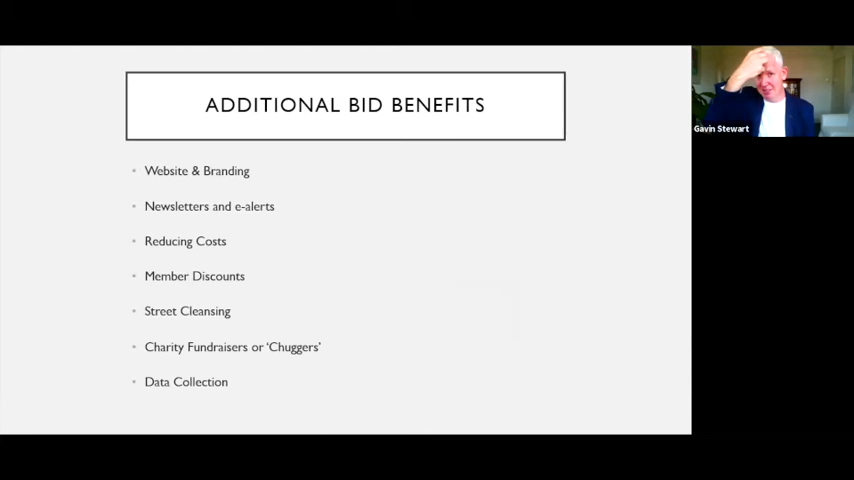 ADDITIONAL BID BENEFITS
Gavin Stewart
• Website & Branding
• Newsletters and e-alerts
• Reducing Costs
• Member Discounts
• Street Cleansing
• Charity Fundraisers or 'Chuggers'
• Data Collection